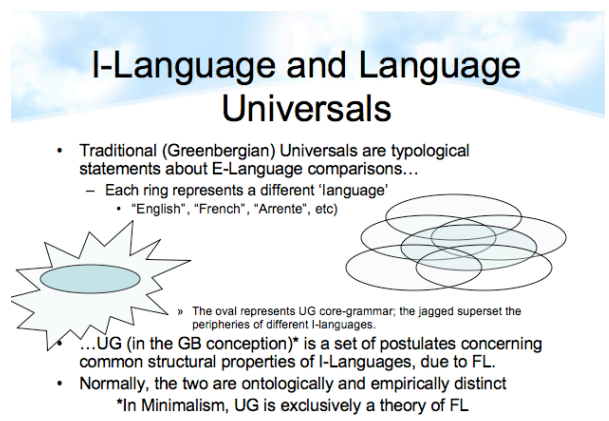 I-Language and Language
Universals
• Traditional (Greenbergian) Universals are typological
statements about E-Language comparisons…
– Each ring represents a different ‘language’
• “English”, “French”, “Arrente”, etc)
» The oval represents UG core-grammar; the jagged superset the
peripheries of different I-languages.
• …UG (in the GB conception)* is a set of postulates concerning
common structural properties of I-Languages, due to FL.
• Normally, the two are ontologically and empirically distinct
*In Minimalism, UG is exclusively a theory of FL